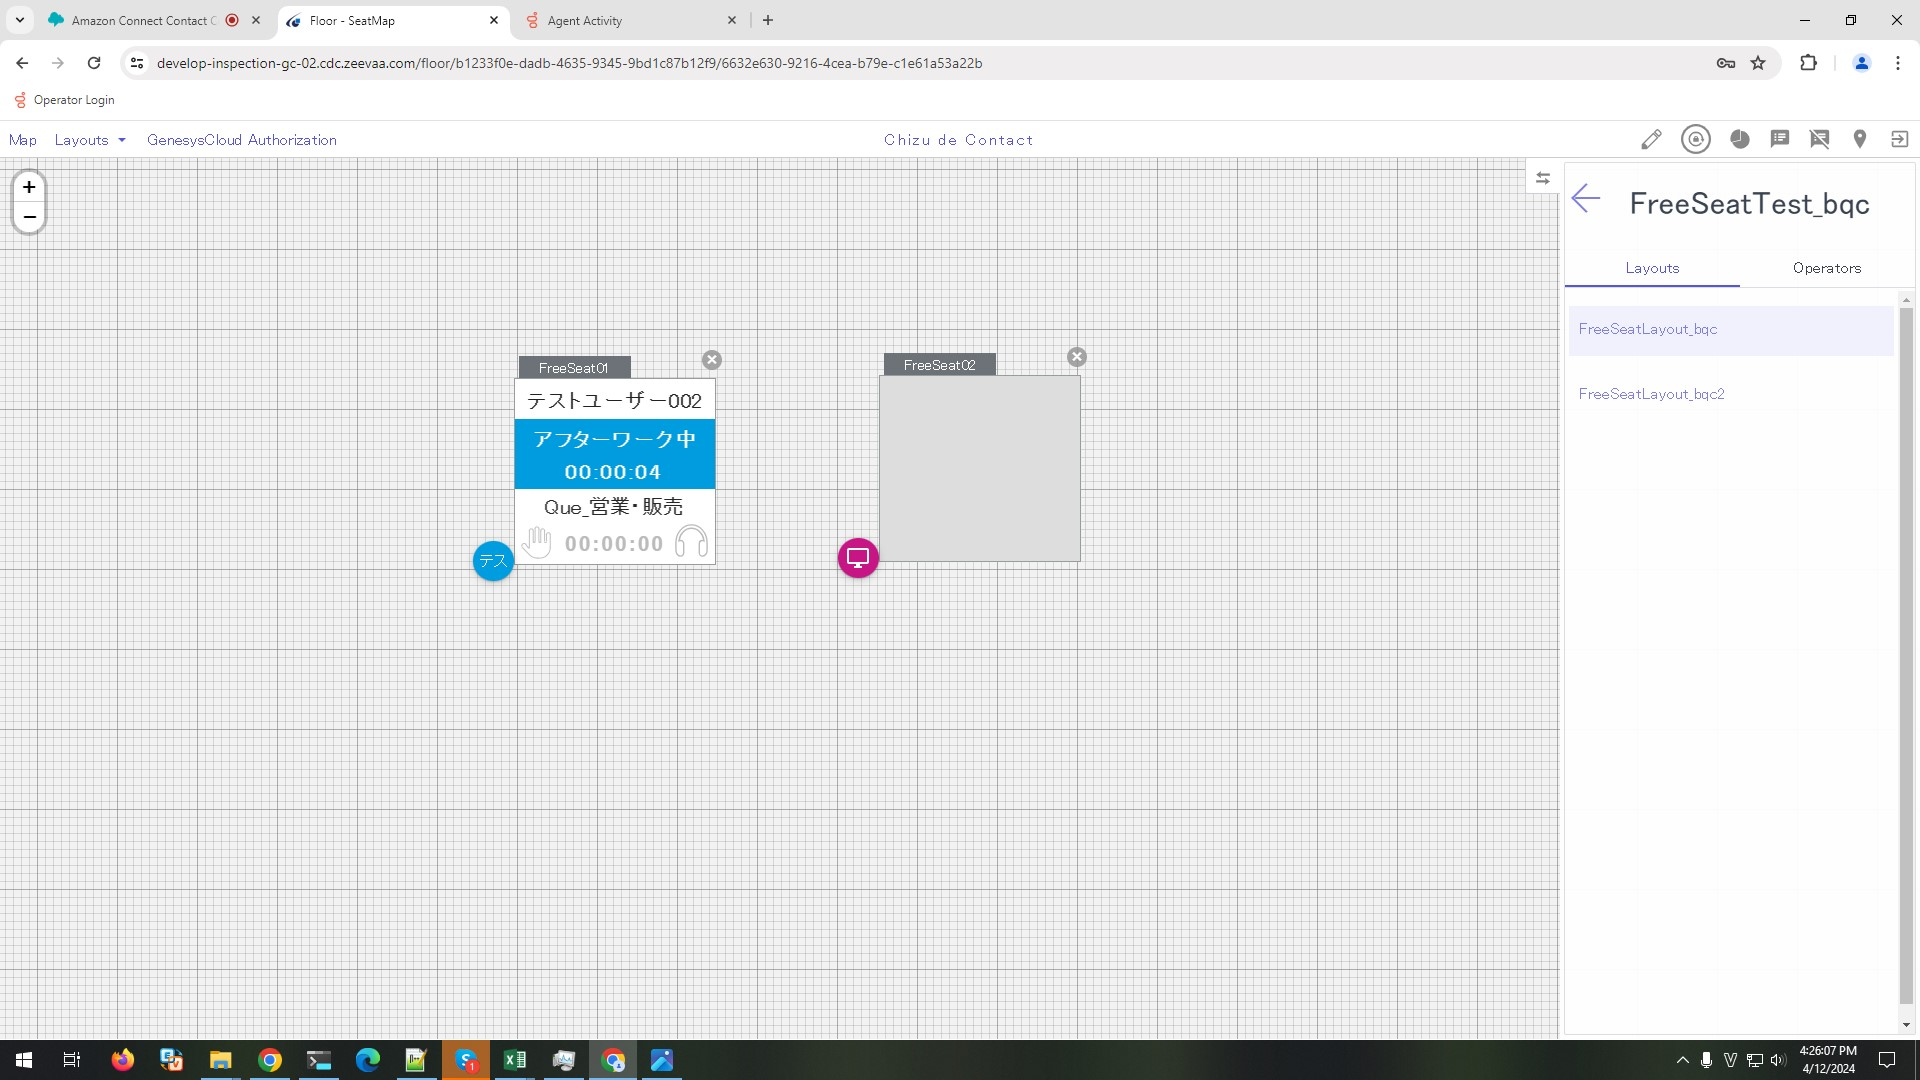 Amazon Connect Contact C
Floor - SeatMap
Agent Activity
develop-inspection-gc-02.cdc.zeevaa.com/floor/b1233f0e-dadb-4635-9345-9bd1c87b12f9/6632e630-9216-4cea-b79e-c1e61a53a22b
Operator Login
Map
Layouts
GenesysCloud Authorization
Chizu de Contact
+
−
FreeSeatTest_bqc
Layouts
Operators
FreeSeatLayout_bqc
FreeSeatLayout_bqc2
FreeSeat01
テストユーザー002
アフターワーク中
00:00:04
Que_営業・販売
00:00:00
テス
FreeSeat02
1
4:26:07 PM
4/12/2024